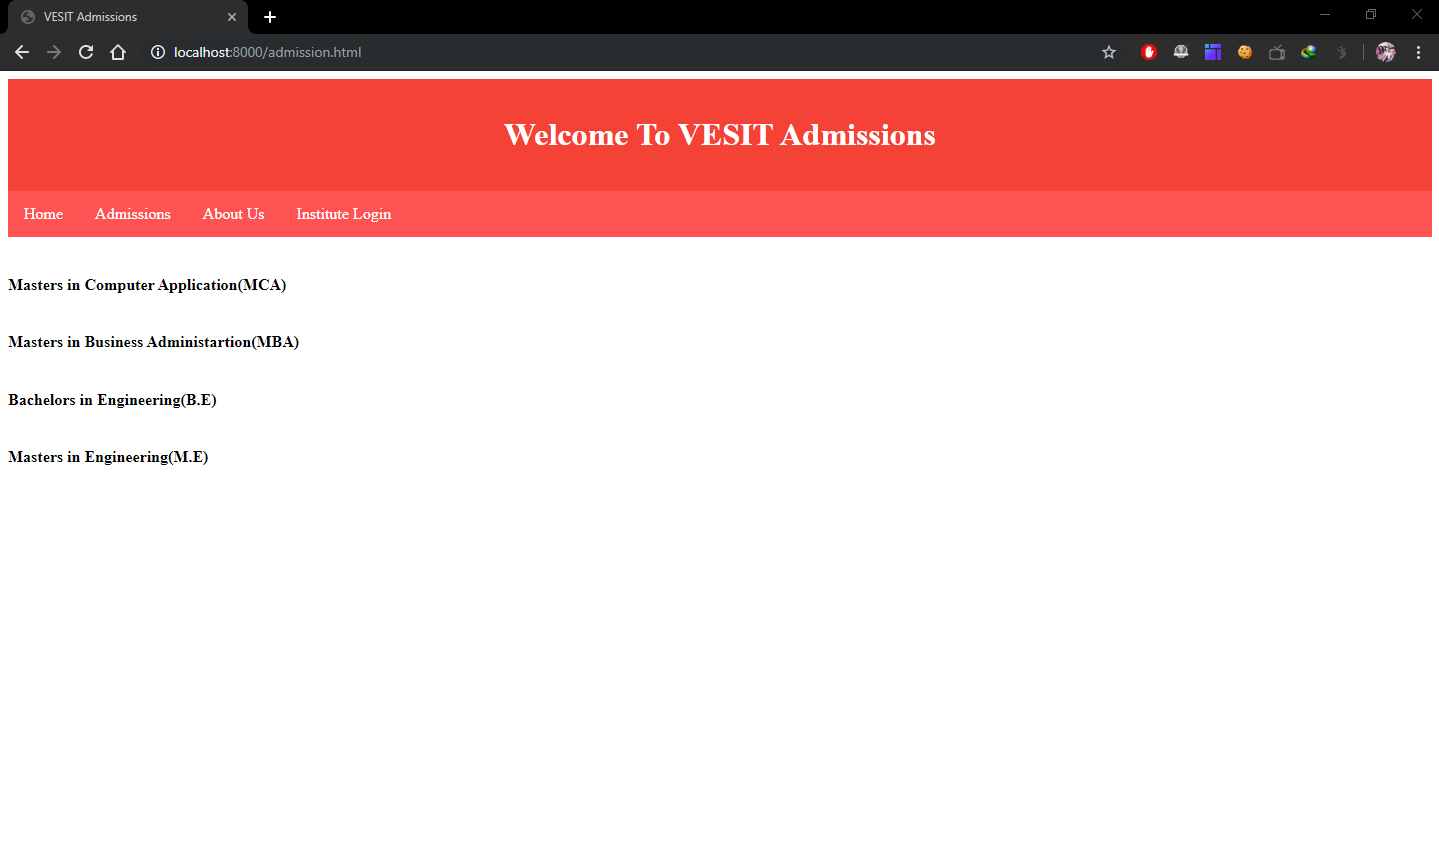 VESIT Admissions
localhost:8000/admission.html
Welcome To VESIT Admissions
Home Admissions About Us Institute Login
Masters in Computer Application(MCA)
Masters in Business Administartion(MBA)
Bachelors in Engineering(B.E)
Masters in Engineering(M.E)